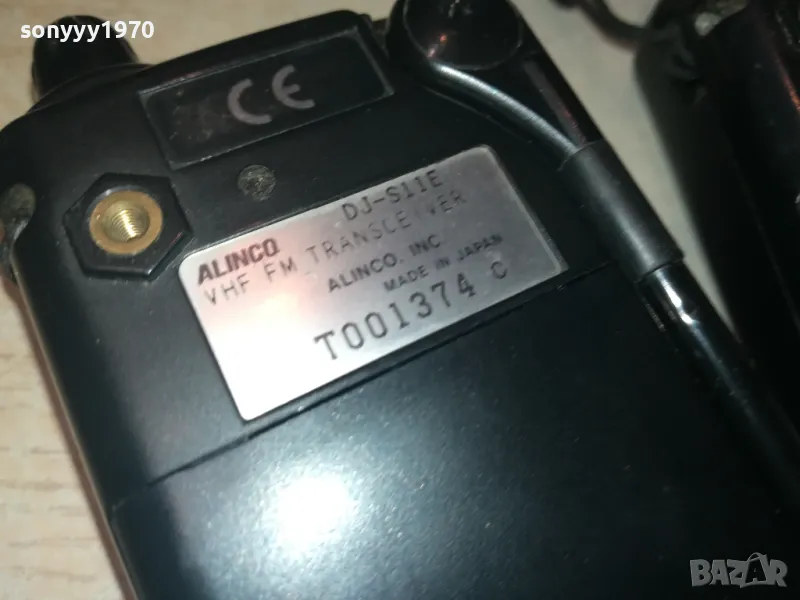 sonyyy1970
CE
ALINCO DJ-S11E
VHF FM TRANSCEIVER
ALINCO, INC.
MADE IN JAPAN
T001374 C
BAZAR